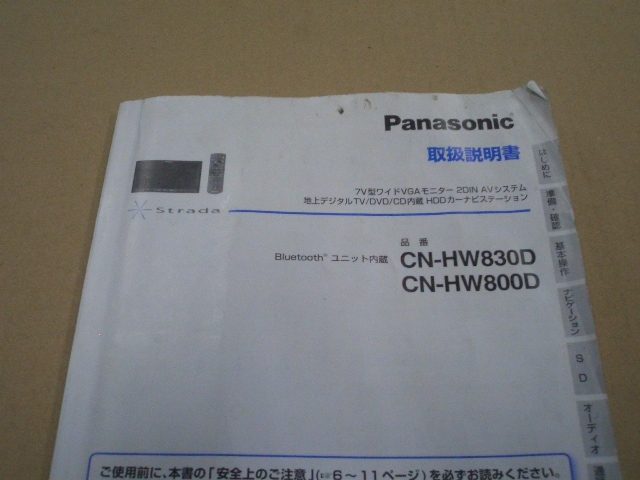 Panasonic
取扱説明書
7V型ワイドVGAモニター 2DIN AVシステム
地上デジタルTV/DVD/CD内蔵 HDDカーナビステーション
Strada
品番
Bluetooth® ユニット内蔵 CN-HW830D
CN-HW800D
はじめに
準備・確認
基本操作
ナビゲーション
SD
オーディオ
ご使用前に、本書の「安全上のご注意」(☞6〜11ページ)を必ずお読みください。